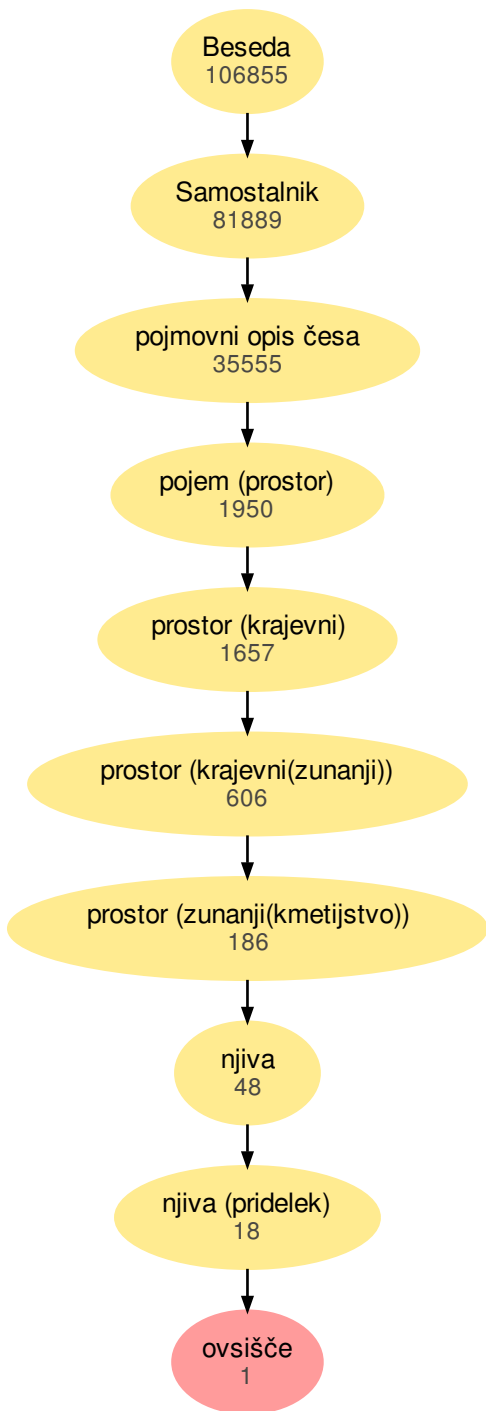 Beseda
106855
Samostalnik
81889
pojmovni opis česa
35555
pojem (prostor)
1950
prostor (krajevni)
1657
prostor (krajevni(zunanji))
606
prostor (zunanji(kmetijstvo))
186
njiva
48
njiva (pridelek)
18
ovsišče
1